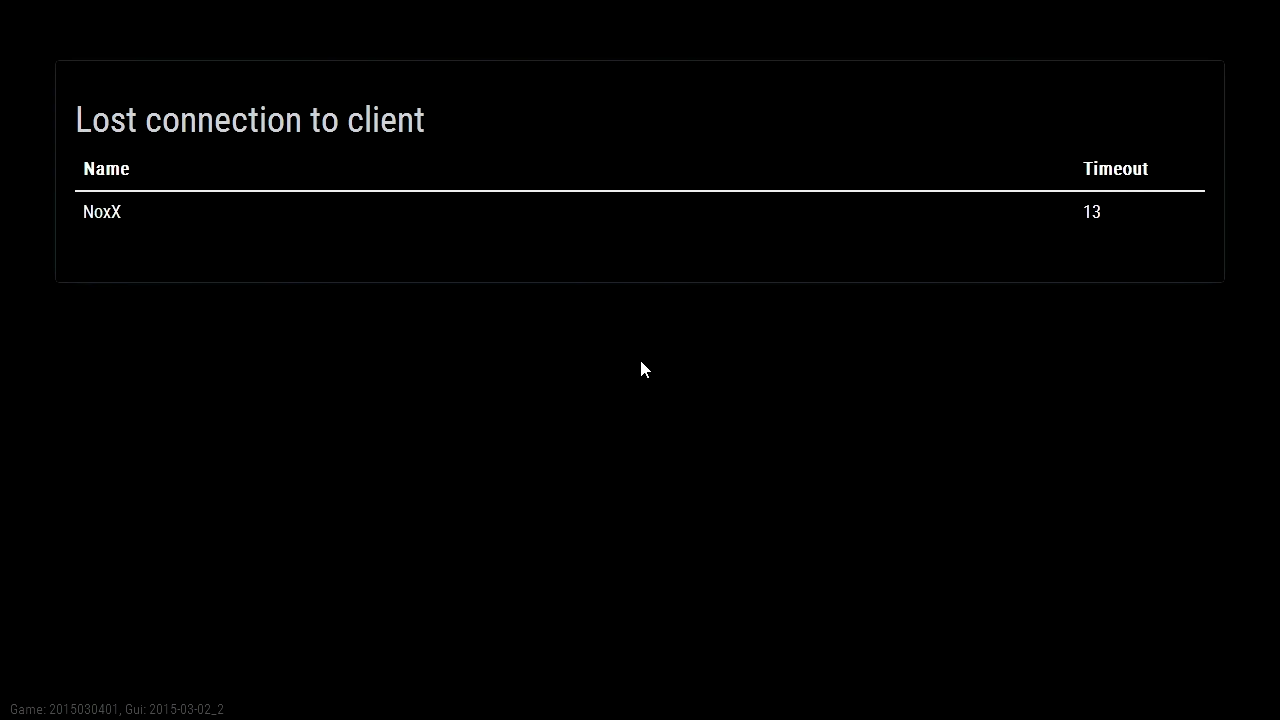 Lost connection to client
Name Timeout
NoxX 13
Game: 2015030401, Gui: 2015-03-02_2